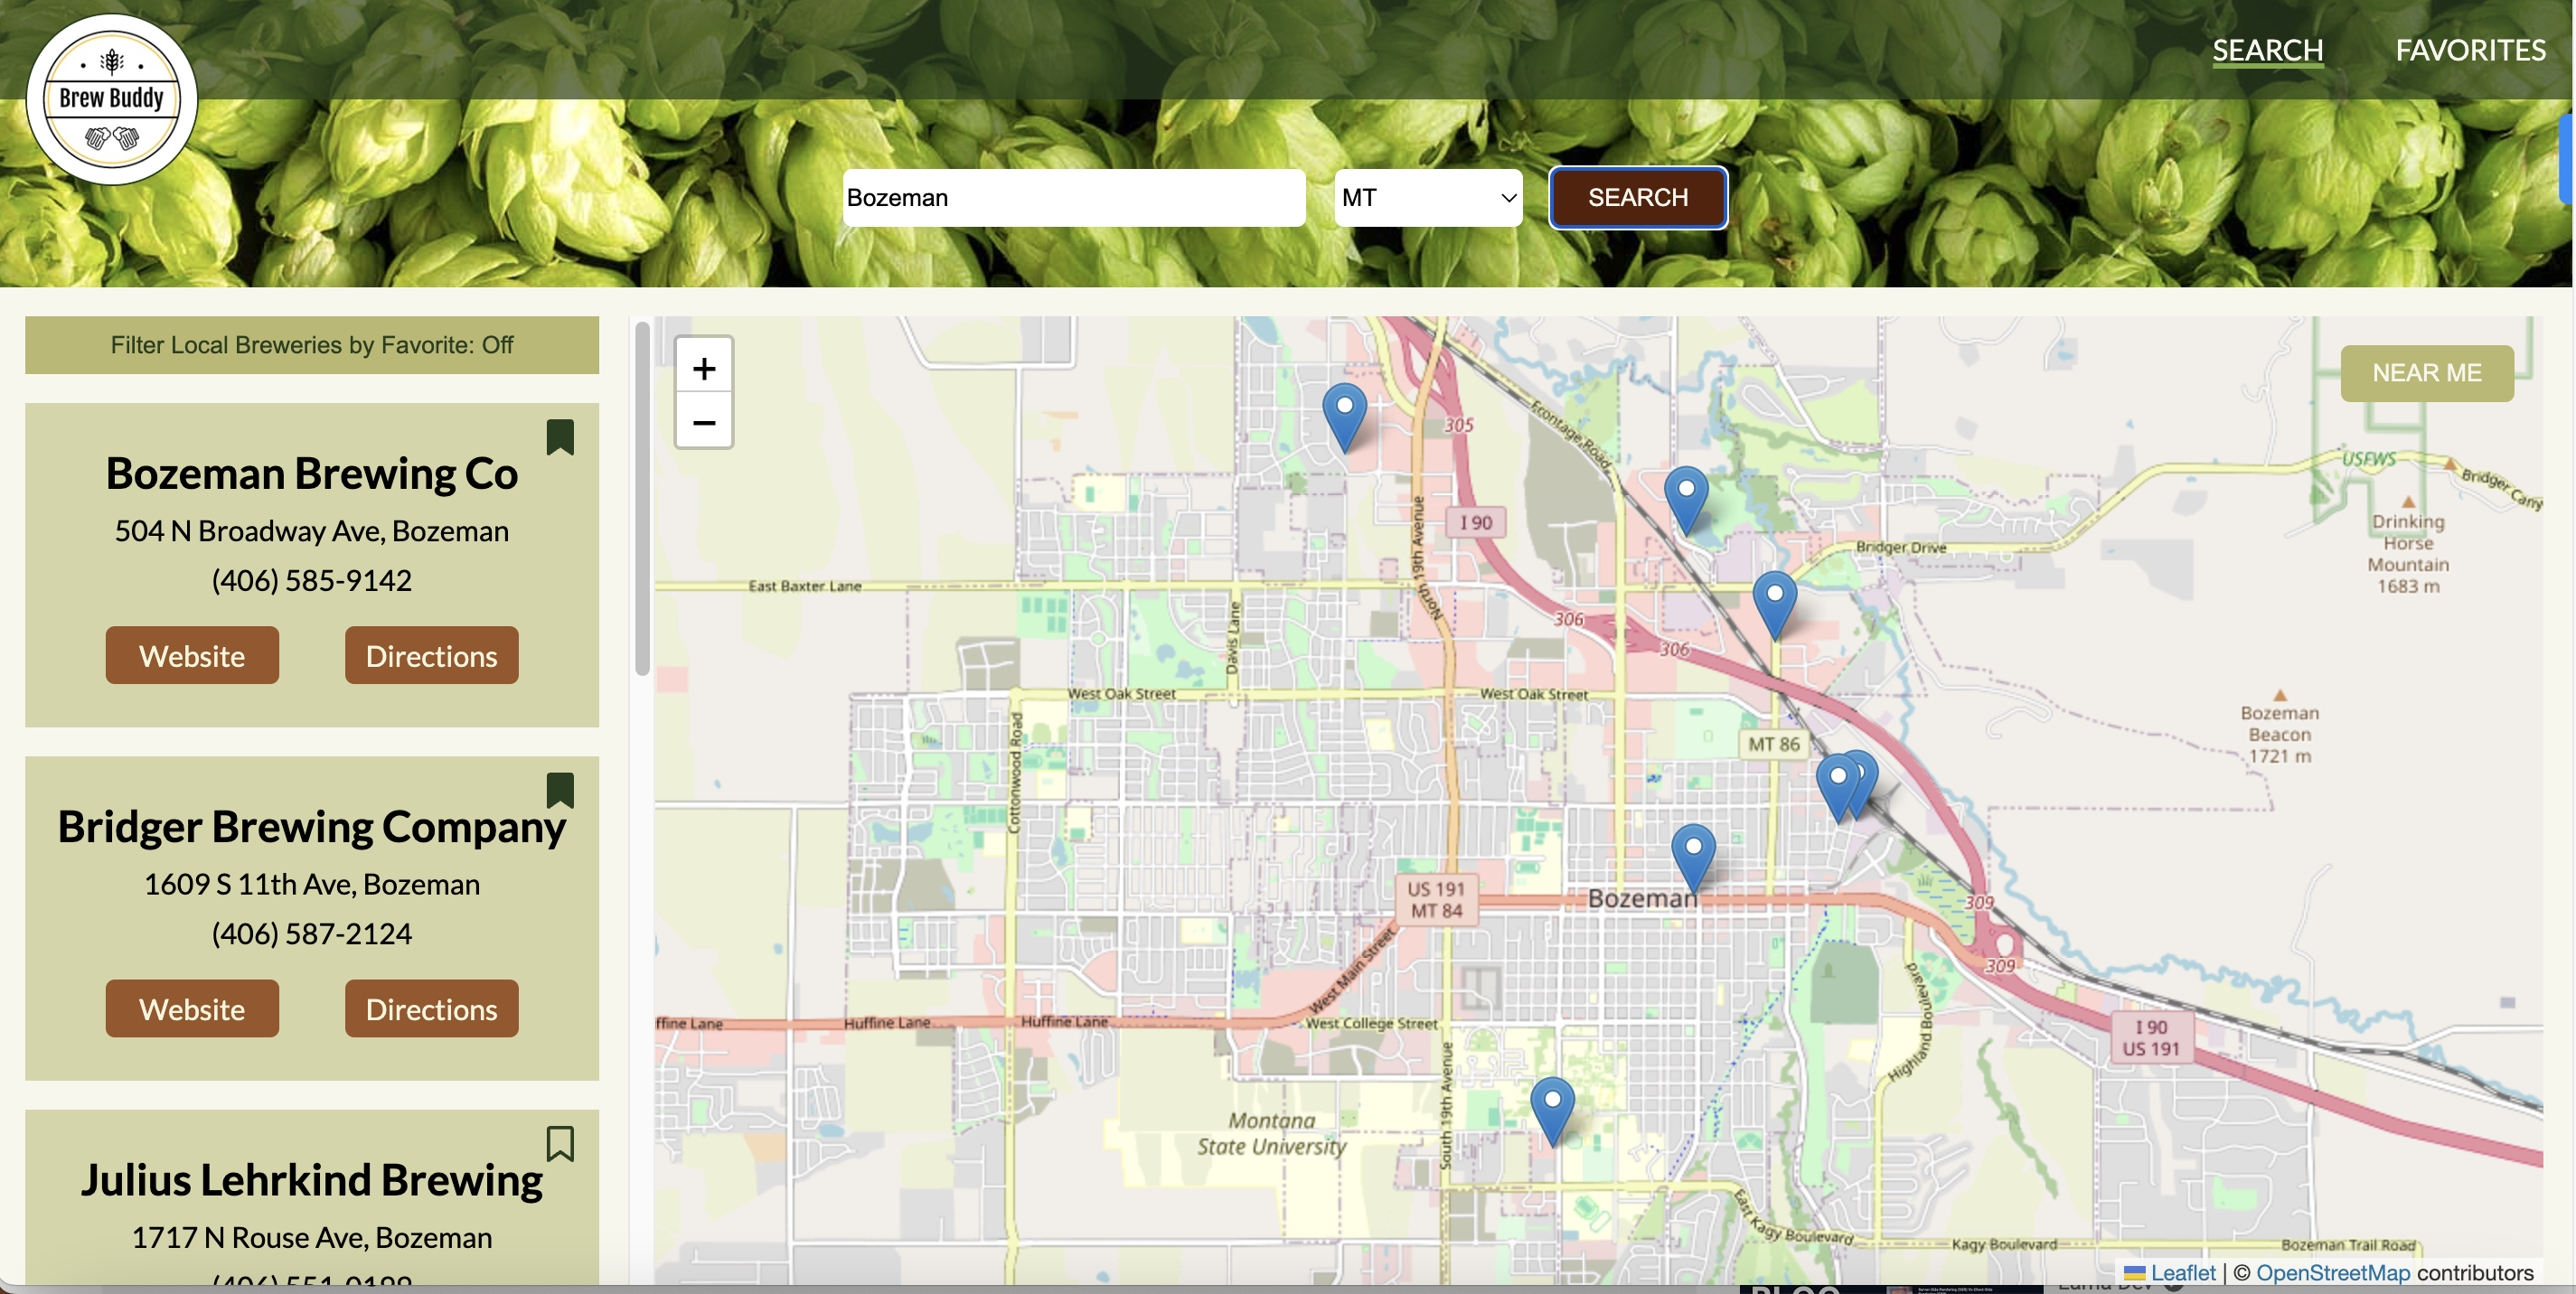 Brew Buddy
SEARCH
FAVORITES
Bozeman
MT
SEARCH
Filter Local Breweries by Favorite: Off
Bozeman Brewing Co
504 N Broadway Ave, Bozeman
(406) 585-9142
Website
Directions
Bridger Brewing Company
1609 S 11th Ave, Bozeman
(406) 587-2124
Website
Directions
Julius Lehrkind Brewing
1717 N Rouse Ave, Bozeman
+
−
NEAR ME
305
Frontage Road
I 90
North 19th Avenue
USFWS
Drinking
Horse
Mountain
1683 m
Bridger Drive
East Baxter Lane
Davis Lane
306
306
West Oak Street
West Oak Street
Cottonwood Road
MT 86
Bozeman
Beacon
1721 m
US 191
MT 84
Bozeman
309
309
West Main Street
Highland Boulevard
ffine Lane
Huffine Lane
Huffine Lane
West College Street
I 90
US 191
South 19th Avenue
Montana
State University
East Kagy Boulevard
Kagy Boulevard
Bozeman Trail Road
Leaflet | © OpenStreetMap contributors